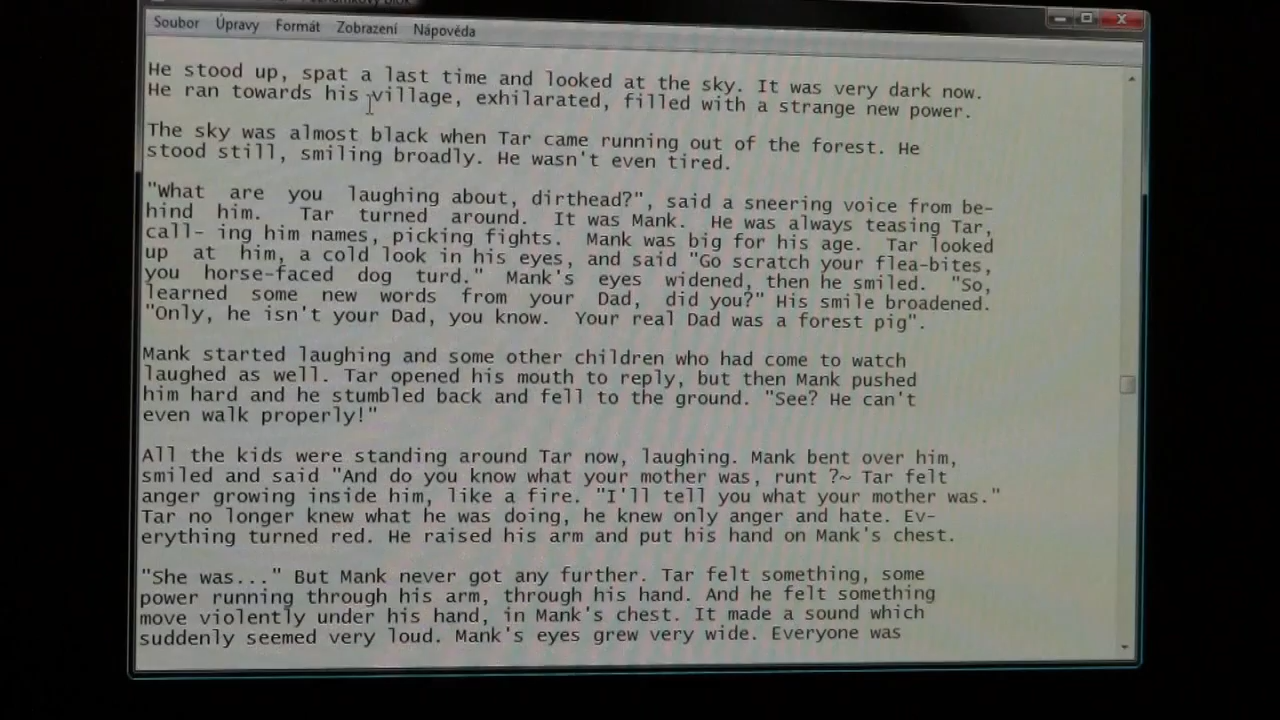 Soubor Úpravy Formát Zobrazení Nápověda
He stood up, spat a last time and looked at the sky. It was very dark now.
He ran towards his village, exhilarated, filled with a strange new power.
The sky was almost black when Tar came running out of the forest. He
stood still, smiling broadly. He wasn't even tired.
"What are you laughing about, dirthead?", said a sneering voice from be-
hind him. Tar turned around. It was Mank. He was always teasing Tar,
call- ing him names, picking fights. Mank was big for his age. Tar looked
up at him, a cold look in his eyes, and said "Go scratch your flea-bites,
you horse-faced dog turd." Mank's eyes widened, then he smiled. "So,
learned some new words from your Dad, did you?" His smile broadened.
"Only, he isn't your Dad, you know. Your real Dad was a forest pig".
Mank started laughing and some other children who had come to watch
laughed as well. Tar opened his mouth to reply, but then Mank pushed
him hard and he stumbled back and fell to the ground. "See? He can't
even walk properly!"
All the kids were standing around Tar now, laughing. Mank bent over him,
smiled and said "And do you know what your mother was, runt ?~ Tar felt
anger growing inside him, like a fire. "I'll tell you what your mother was."
Tar no longer knew what he was doing, he knew only anger and hate. Ev-
erything turned red. He raised his arm and put his hand on Mank's chest.
"She was..." But Mank never got any further. Tar felt something, some
power running through his arm, through his hand. And he felt something
move violently under his hand, in Mank's chest. It made a sound which
suddenly seemed very loud. Mank's eyes grew very wide. Everyone was